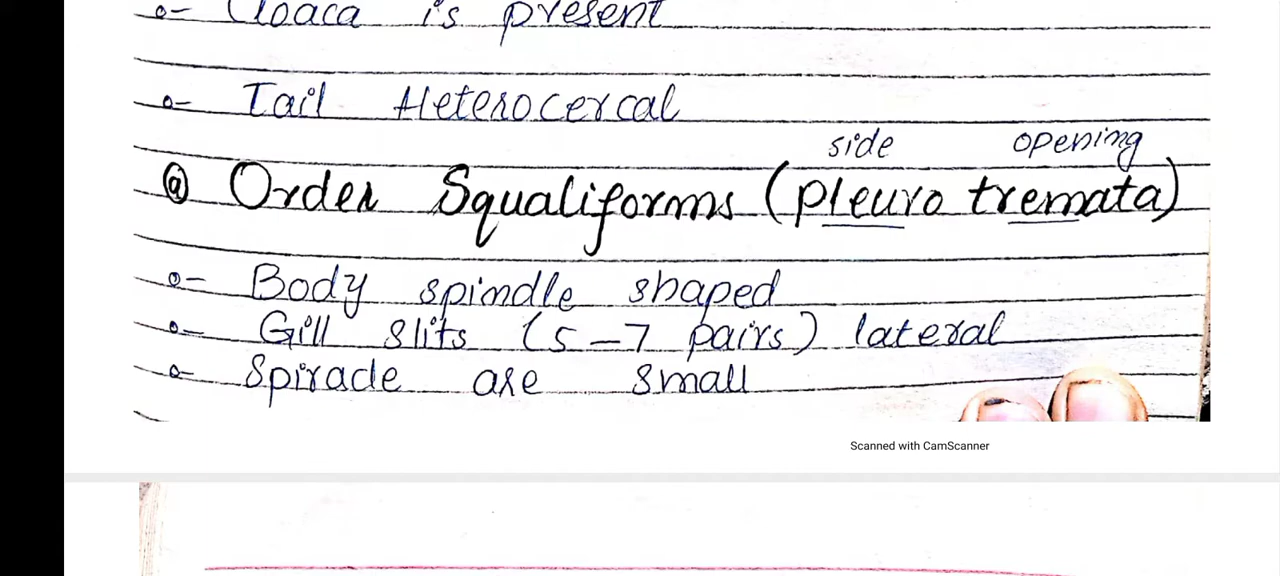 Cloaca is present
Tail Heterocercal
side opening
@ Order Squaliforms (pleuro tremata)
Body spindle shaped
Gill slits (5-7 pairs) lateral
Spiracle are small
Scanned with CamScanner